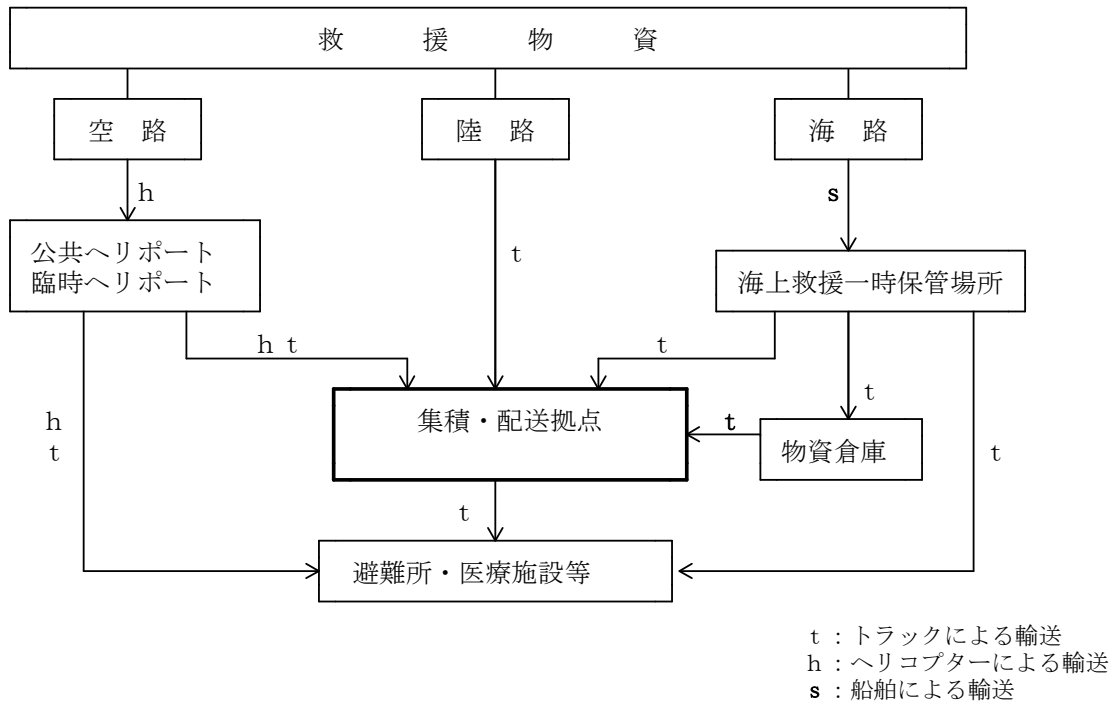 救援物資
空路
陸路
海路
h
s
公共ヘリポート
臨時ヘリポート
t
海上救援一時保管場所
h t
t
t
h
t
集積・配送拠点
t
物資倉庫
t
t
避難所・医療施設等
t：トラックによる輸送
h：ヘリコプターによる輸送
s：船舶による輸送